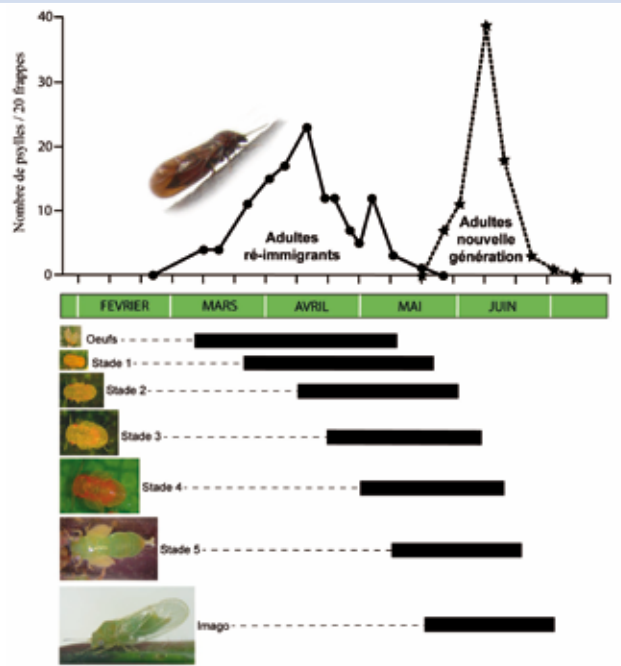 Nombre de psylles / 20 frappes
40
30
20
10
0
Adultes
ré-immigrants
Adultes
nouvelle
génération
FEVRIER MARS AVRIL MAI JUIN
Oeufs
Stade 1
Stade 2
Stade 3
Stade 4
Stade 5
Imago